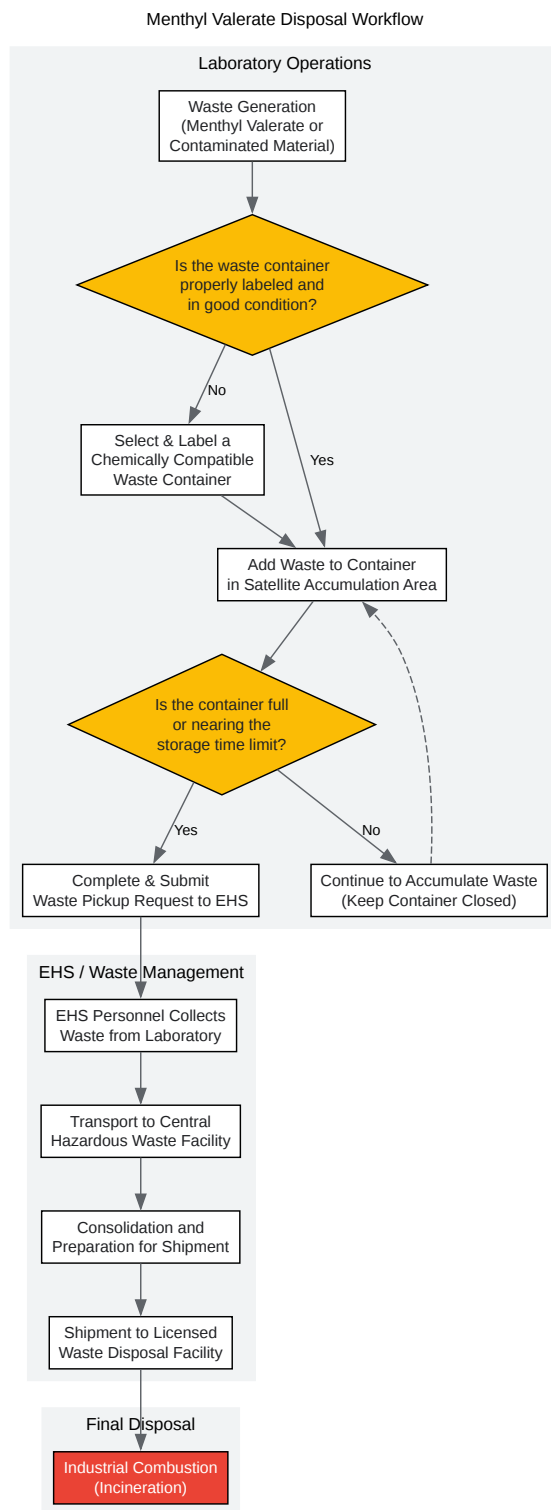 Menthyl Valerate Disposal Workflow
Laboratory Operations
Waste Generation
(Menthyl Valerate or
Contaminated Material)
Is the waste container
properly labeled and
in good condition?
No
Select & Label a
Chemically Compatible
Waste Container
Yes
Add Waste to Container
in Satellite Accumulation Area
Is the container full
or nearing the
storage time limit?
Yes
No
Complete & Submit
Waste Pickup Request to EHS
Continue to Accumulate Waste
(Keep Container Closed)
EHS / Waste Management
EHS Personnel Collects
Waste from Laboratory
Transport to Central
Hazardous Waste Facility
Consolidation and
Preparation for Shipment
Shipment to Licensed
Waste Disposal Facility
Final Disposal
Industrial Combustion
(Incineration)